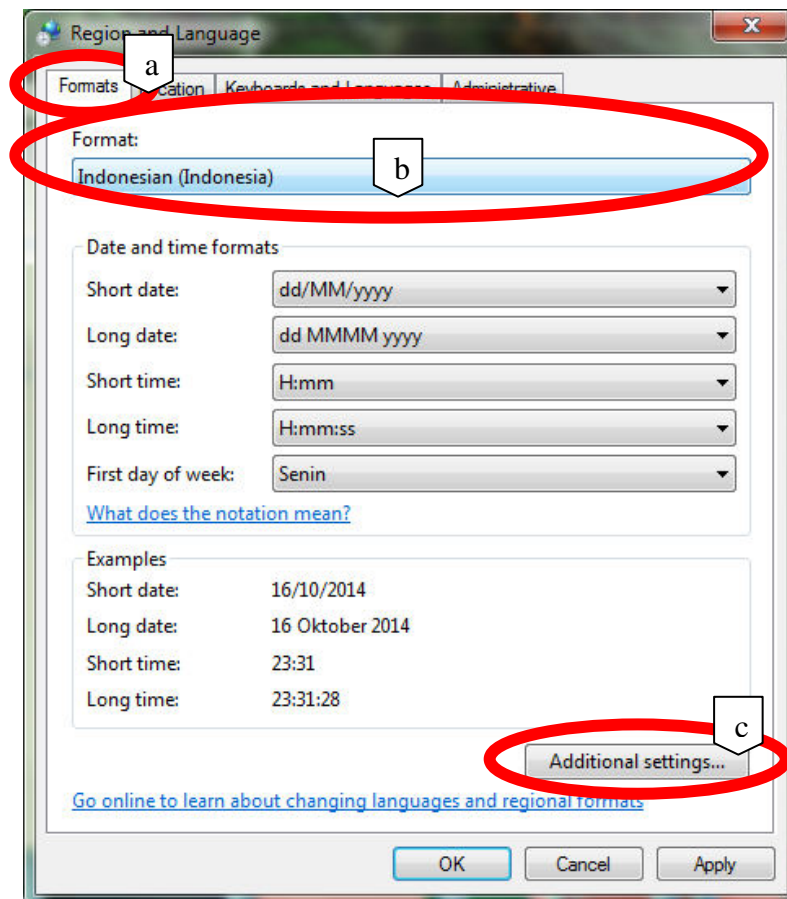 Region and Language
a
Formats Location Keyboards and Languages Administrative
Format:
Indonesian (Indonesia)
b
Date and time formats
Short date: dd/MM/yyyy
Long date: dd MMMM yyyy
Short time: H:mm
Long time: H:mm:ss
First day of week: Senin
What does the notation mean?
Examples
Short date: 16/10/2014
Long date: 16 Oktober 2014
Short time: 23:31
Long time: 23:31:28
c
Additional settings...
Go online to learn about changing languages and regional formats
OK Cancel Apply